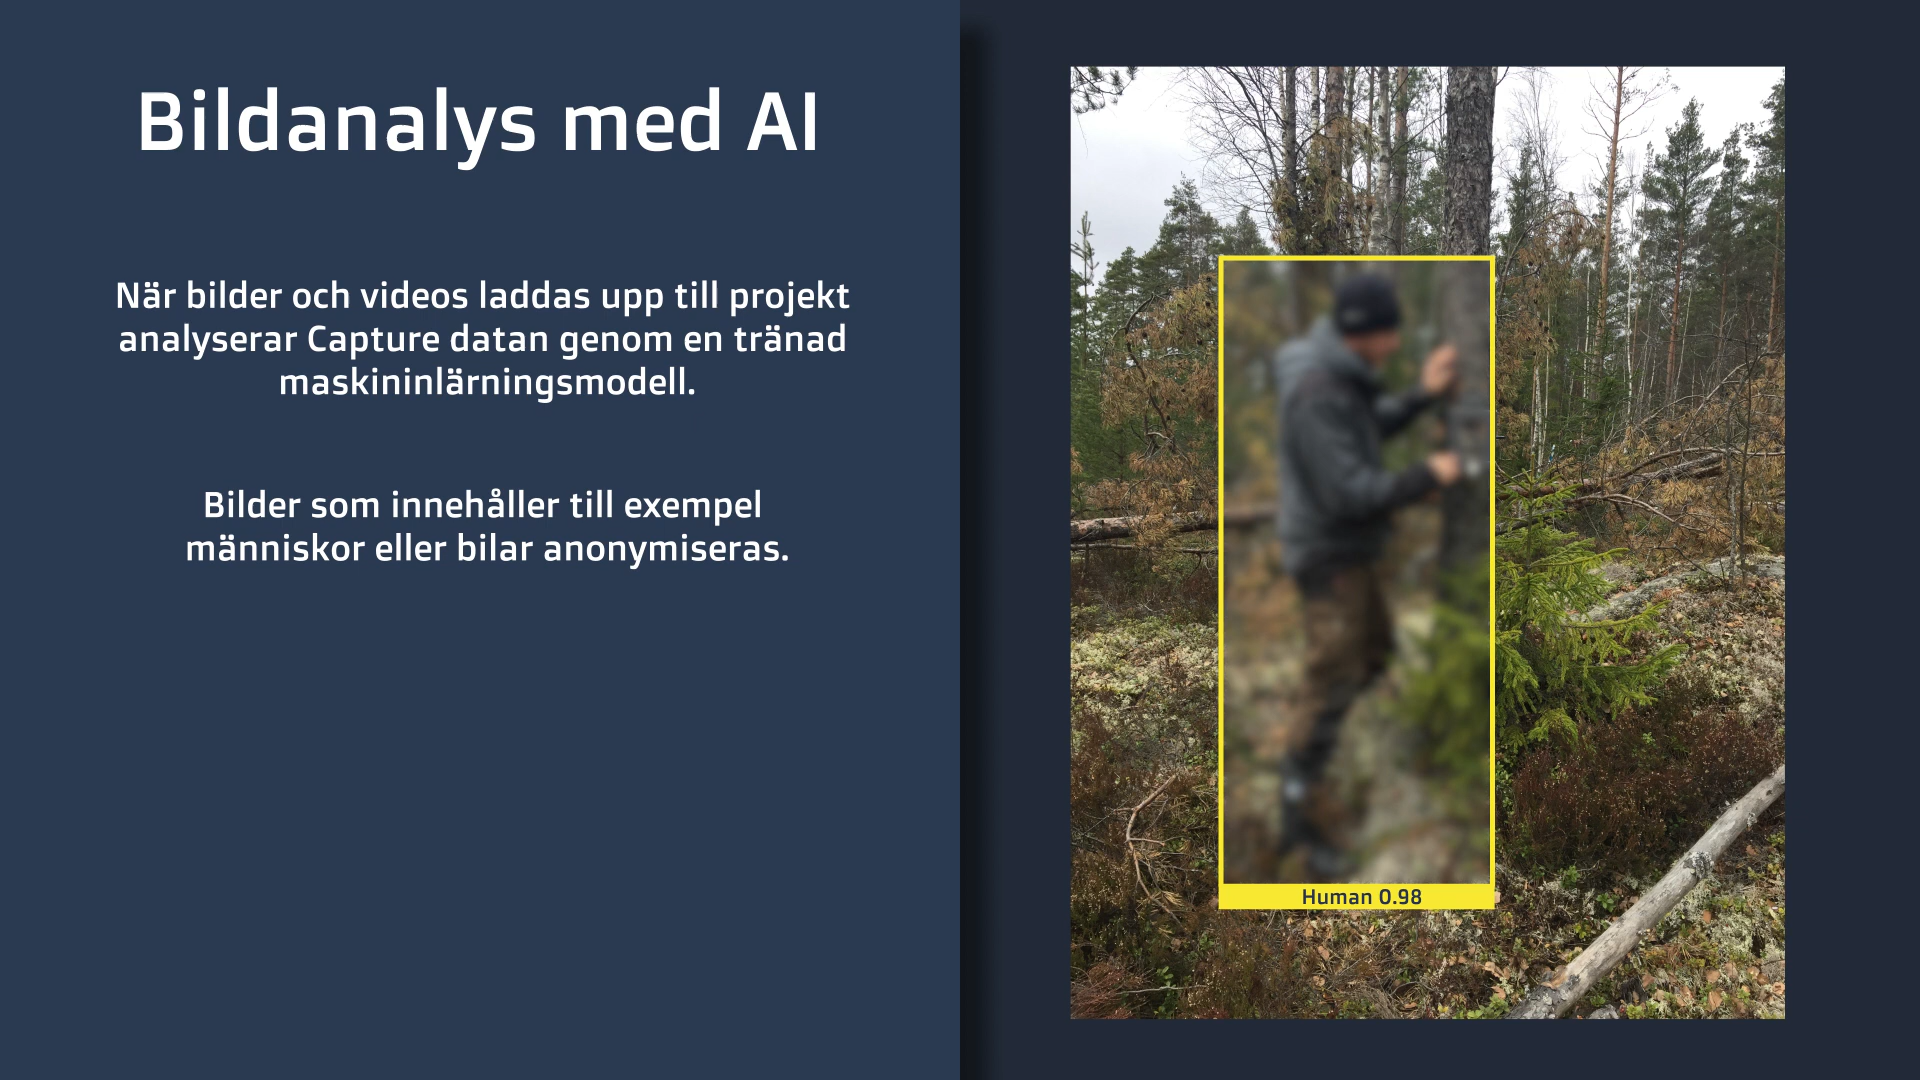 Bildanalys med AI
När bilder och videos laddas upp till projekt
analyserar Capture datan genom en tränad
maskininlärningsmodell.
Bilder som innehåller till exempel
människor eller bilar anonymiseras.
Human 0.98